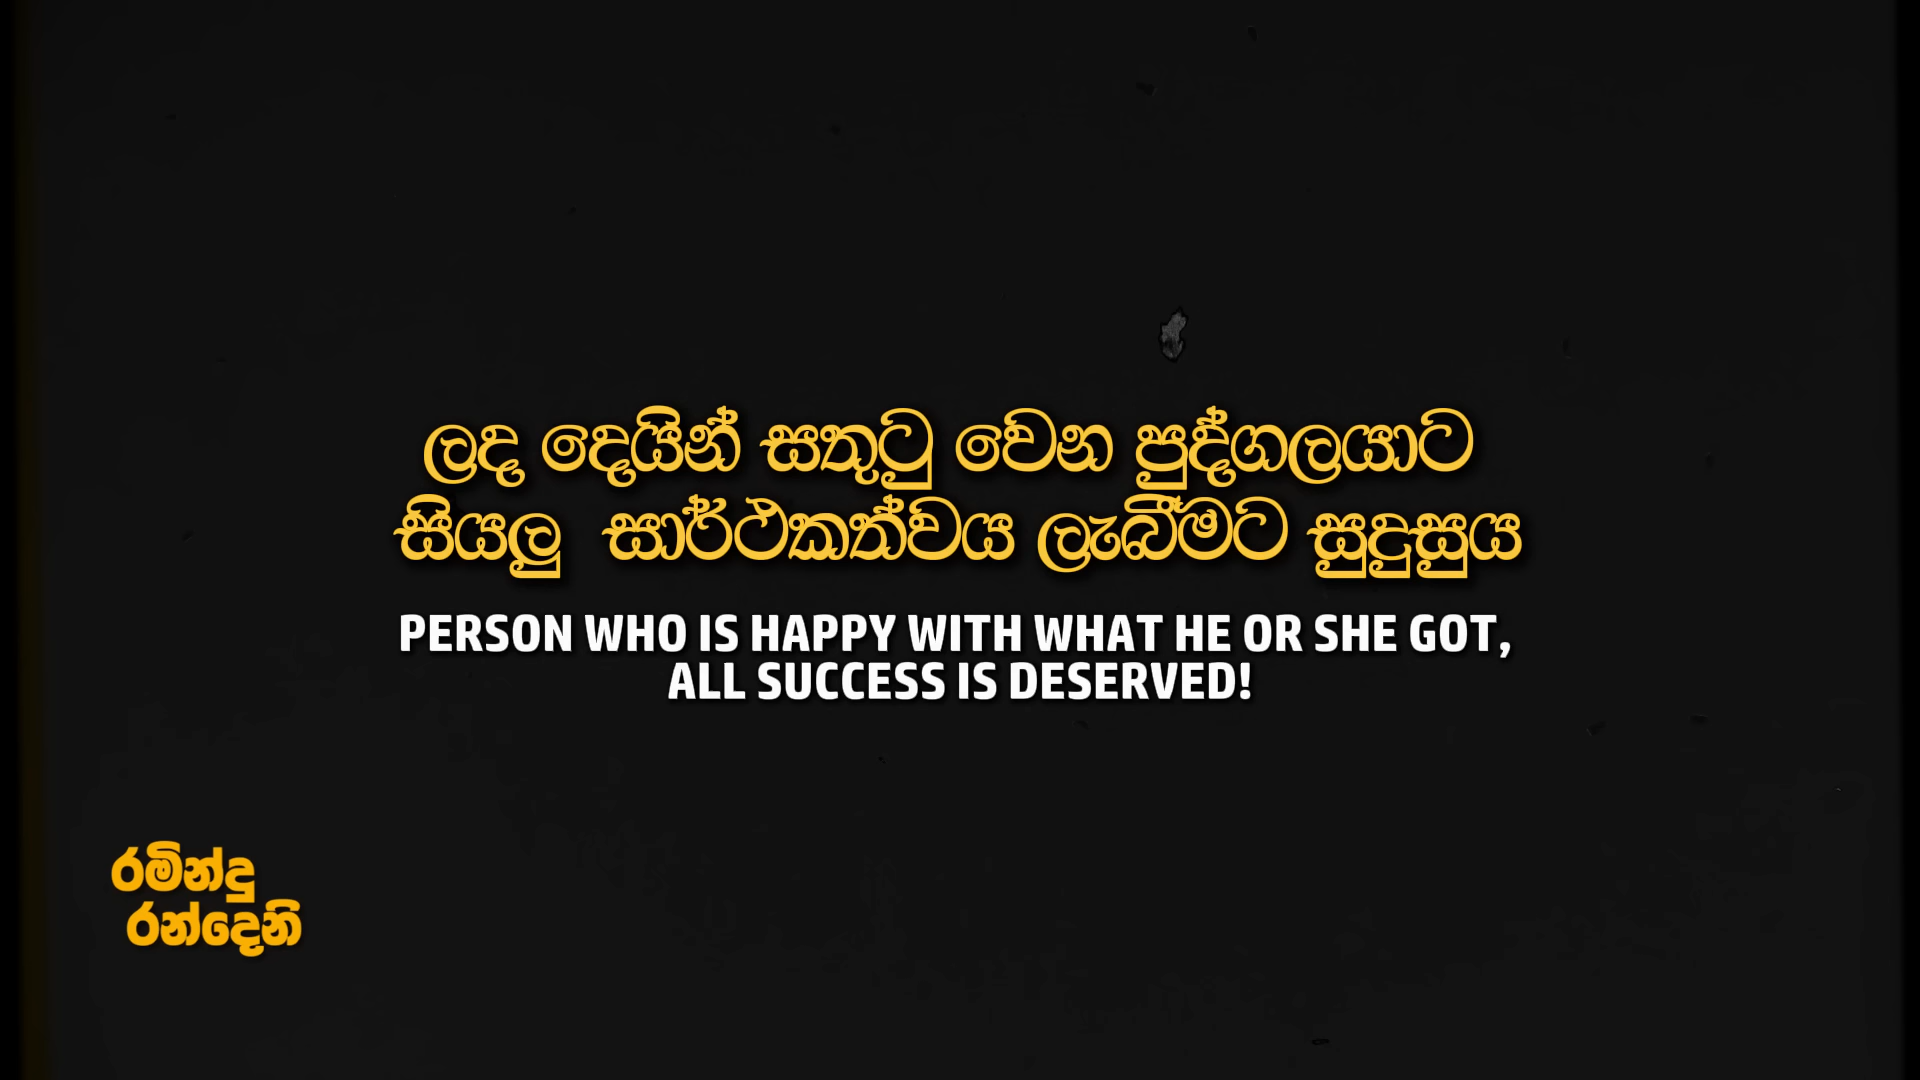 ලද දෙයින් සතුටු වෙන පුද්ගලයාට
සියලු සාර්ථකත්වය ලැබීමට සුදුසුය
PERSON WHO IS HAPPY WITH WHAT HE OR SHE GOT,
ALL SUCCESS IS DESERVED!
රමින්දු
රන්දෙනි